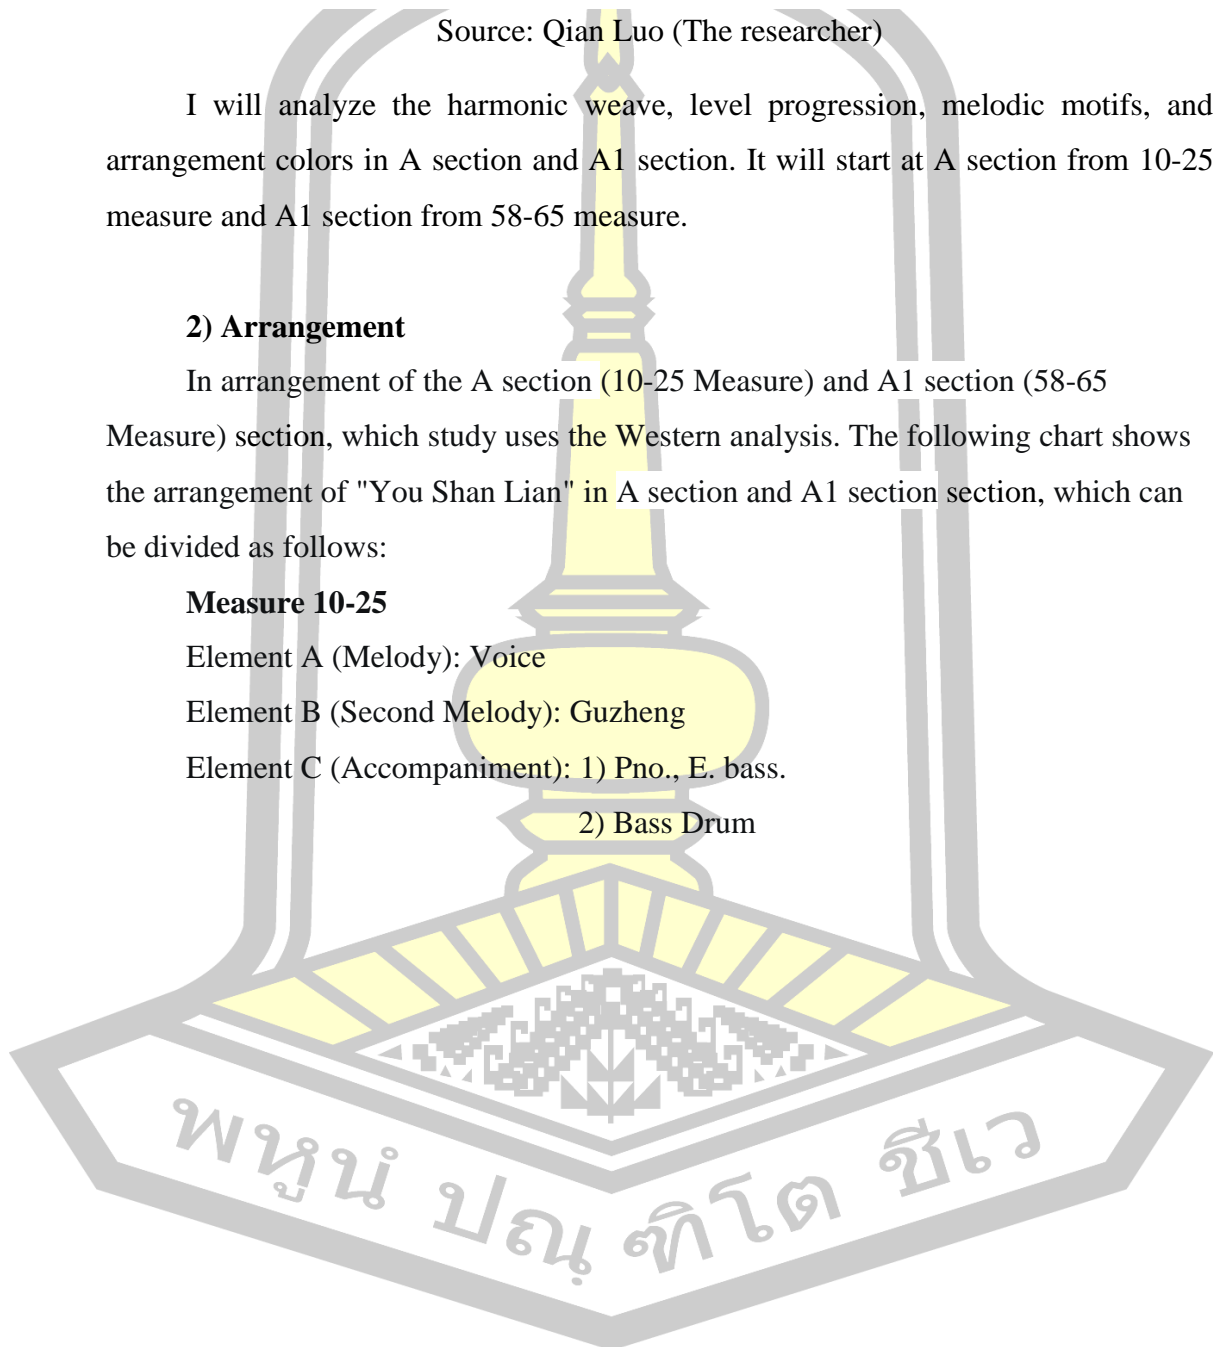 Source: Qian Luo (The researcher)
I will analyze the harmonic weave, level progression, melodic motifs, and
arrangement colors in A section and A1 section. It will start at A section from 10-25
measure and A1 section from 58-65 measure.
2) Arrangement
In arrangement of the A section (10-25 Measure) and A1 section (58-65
Measure) section, which study uses the Western analysis. The following chart shows
the arrangement of "You Shan Lian" in A section and A1 section section, which can
be divided as follows:
Measure 10-25
Element A (Melody): Voice
Element B (Second Melody): Guzheng
Element C (Accompaniment): 1) Pno., E. bass.
2) Bass Drum
พหูนํ ปณฺฑิโต ชีเว